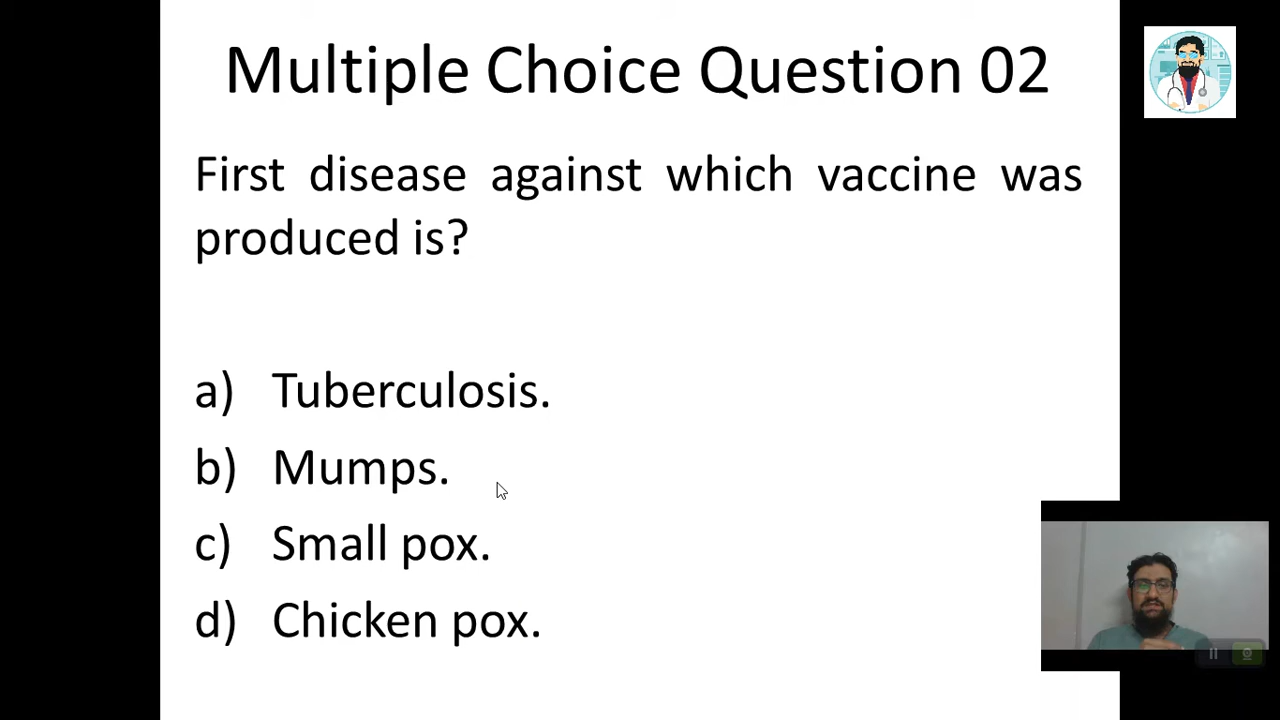 Multiple Choice Question 02
First disease against which vaccine was
produced is?
a) Tuberculosis.
b) Mumps.
c) Small pox.
d) Chicken pox.